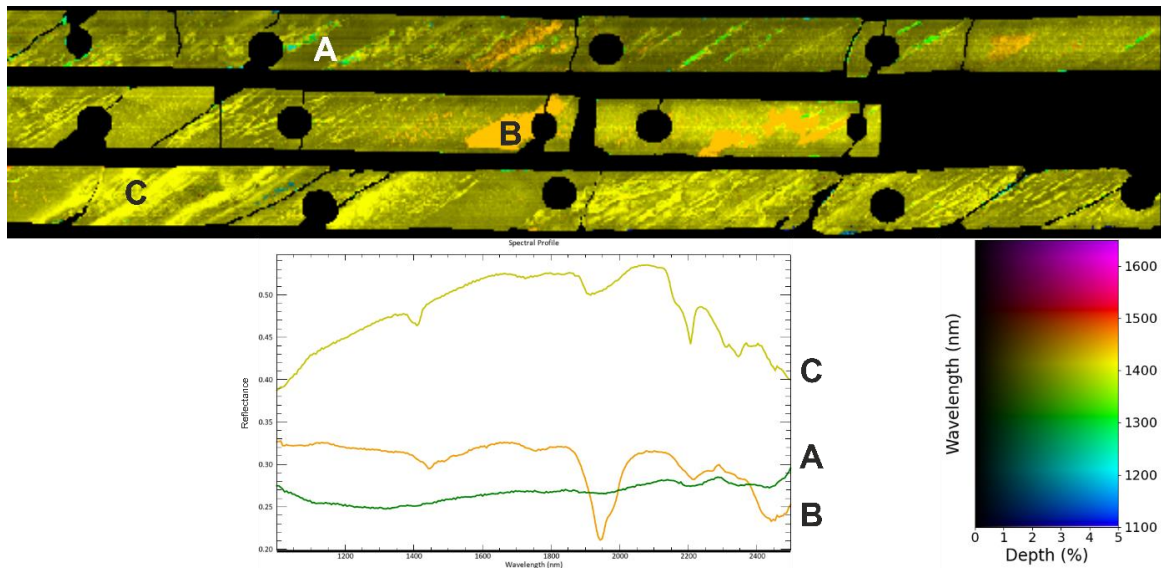 A
B
C
Spectral Profile
0.50
0.45
0.40
0.35
0.30
0.25
0.20
Reflectance
1200
1400
1600
1800
2000
2200
2400
Wavelength (nm)
C
A
B
Wavelength (nm)
1600
1500
1400
1300
1200
1100
0 1 2 3 4 5
Depth (%)